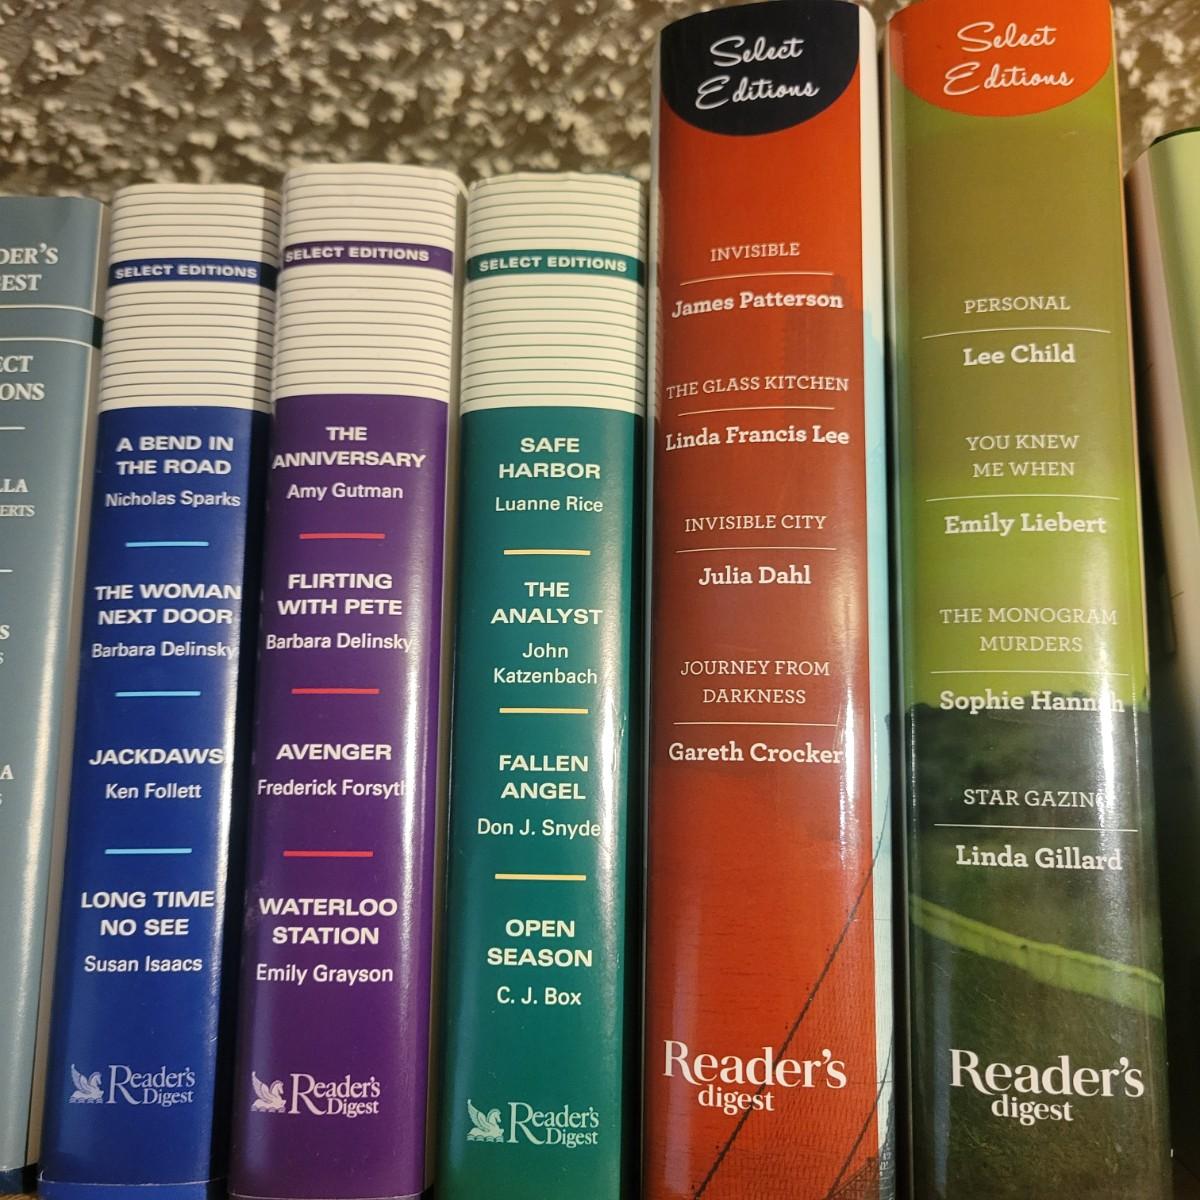 SELECT EDITIONS
A BEND IN
THE ROAD
Nicholas Sparks
THE WOMAN
NEXT DOOR
Barbara Delinsky
JACKDAWS
Ken Follett
LONG TIME
NO SEE
Susan Isaacs
Reader's
Digest
SELECT EDITIONS
THE
ANNIVERSARY
Amy Gutman
FLIRTING
WITH PETE
Barbara Delinsky
AVENGER
Frederick Forsyth
WATERLOO
STATION
Emily Grayson
Reader's
Digest
SELECT EDITIONS
SAFE
HARBOR
Luanne Rice
THE
ANALYST
John
Katzenbach
FALLEN
ANGEL
Don J. Snyde
OPEN
SEASON
C. J. Box
Reader's
Digest
Select
Editions
INVISIBLE
James Patterson
THE GLASS KITCHEN
Linda Francis Lee
INVISIBLE CITY
Julia Dahl
JOURNEY FROM
DARKNESS
Gareth Crocker
Reader's
digest
Select
Editions
PERSONAL
Lee Child
YOU KNEW
ME WHEN
Emily Liebert
THE MONOGRAM
MURDERS
Sophie Hannah
STAR GAZING
Linda Gillard
Reader's
digest